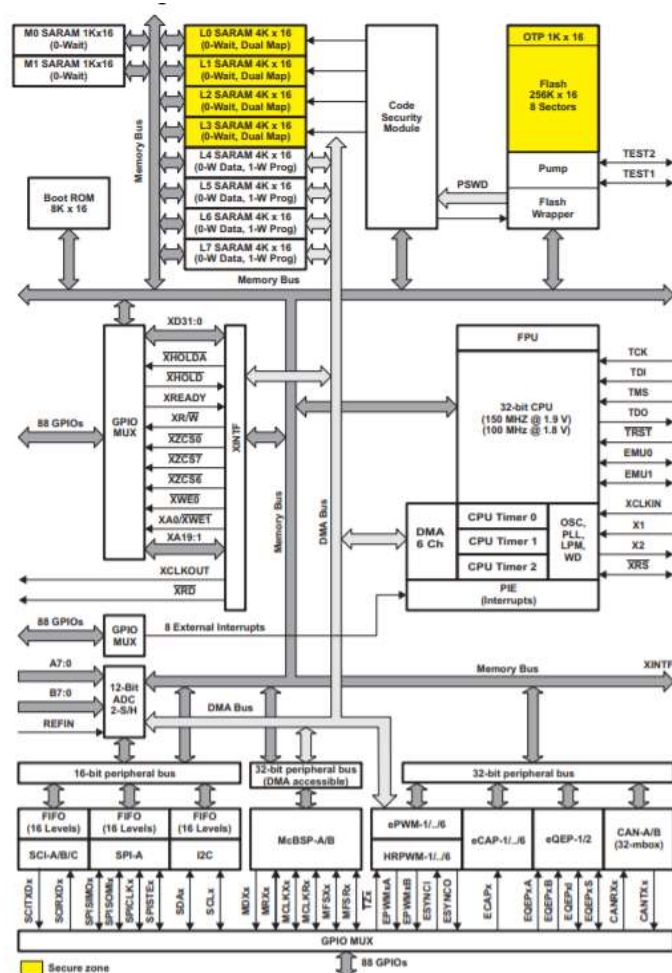 M0 SARAM 1Kx16
(0-Wait)
M1 SARAM 1Kx16
(0-Wait)
L0 SARAM 4K x 16
(0-Wait, Dual Map)
L1 SARAM 4K x 16
(0-Wait, Dual Map)
L2 SARAM 4K x 16
(0-Wait, Dual Map)
L3 SARAM 4K x 16
(0-Wait, Dual Map)
L4 SARAM 4K x 16
(0-W Data, 1-W Prog)
L5 SARAM 4K x 16
(0-W Data, 1-W Prog)
L6 SARAM 4K x 16
(0-W Data, 1-W Prog)
L7 SARAM 4K x 16
(0-W Data, 1-W Prog)
Memory Bus
Boot ROM
8K x 16
Code
Security
Module
PSWD
OTP 1K x 16
Flash
256K x 16
8 Sectors
Pump
Flash
Wrapper
TEST2
TEST1
Memory Bus
88 GPIOs
GPIO
MUX
XD31:0
XHOLDA
XHOLD
XREADY
XR/W
XZCS0
XZCS7
XZCS6
XWE0
XA0/XWE1
XA19:1
XCLKOUT
XRD
XINTF
Memory Bus
DMA Bus
FPU
32-bit CPU
(150 MHZ @ 1.9 V)
(100 MHz @ 1.8 V)
DMA
6 Ch
CPU Timer 0
CPU Timer 1
CPU Timer 2
OSC,
PLL,
LPM,
WD
PIE
(Interrupts)
TCK
TDI
TMS
TDO
TRST
EMU0
EMU1
XCLKIN
X1
X2
XRS
88 GPIOs
GPIO
MUX
8 External Interrupts
A7:0
B7:0
REFIN
12-Bit
ADC
2-S/H
Memory Bus
XINTF
DMA Bus
16-bit peripheral bus
32-bit peripheral bus
(DMA accessible)
32-bit peripheral bus
FIFO
(16 Levels)
FIFO
(16 Levels)
FIFO
(16 Levels)
SCI-A/B/C
SPI-A
I2C
McBSP-A/B
ePWM-1/../6
HRPWM-1/../6
eCAP-1/../6
eQEP-1/2
CAN-A/B
(32-mbox)
SCITXDx
SCIRXDx
SPISIMOx
SPISOMIx
SPICLKx
SPISTEx
SDAx
SCLx
MDXx
MRXx
MCLKXx
MCLKRx
MFSXx
MFSRx
TZx
EPWMxA
EPWMxB
ESYNCI
ESYNCO
ECAPx
EQEPxA
EQEPxB
EQEPxI
EQEPxS
CANRXx
CANTXx
GPIO MUX
88 GPIOs
Secure zone